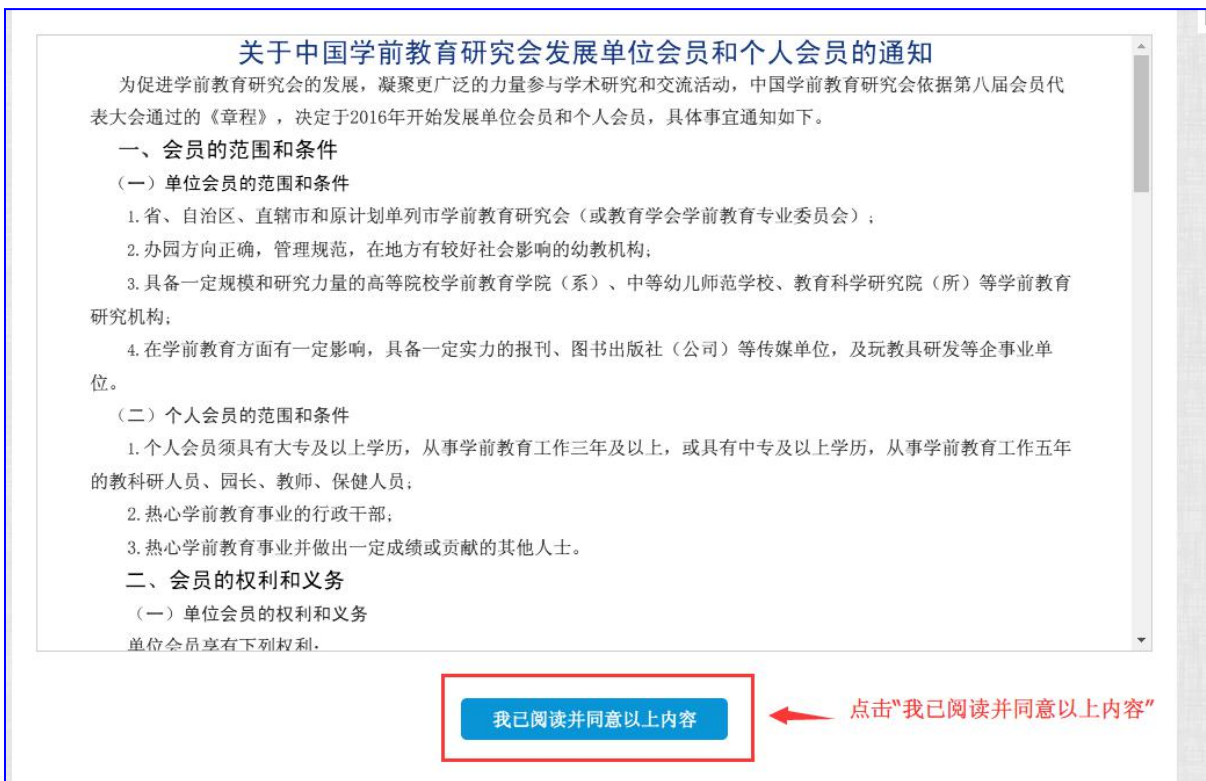 关于中国学前教育研究会发展单位会员和个人会员的通知
为促进学前教育研究会的发展，凝聚更广泛的力量参与学术研究和交流活动，中国学前教育研究会依据第八届会员代
表大会通过的《章程》，决定于2016年开始发展单位会员和个人会员，具体事宜通知如下。
一、会员的范围和条件
（一）单位会员的范围和条件
1.省、自治区、直辖市和原计划单列市学前教育研究会（或教育学会学前教育专业委员会）；
2.办园方向正确，管理规范，在地方有较好社会影响的幼教机构；
3.具备一定规模和研究力量的高等院校学前教育学院（系）、中等幼儿师范学校、教育科学研究院（所）等学前教育
研究机构；
4.在学前教育方面有一定影响，具备一定实力的报刊、图书出版社（公司）等传媒单位，及玩教具研发等企事业单
位。
（二）个人会员的范围和条件
1.个人会员须具有大专及以上学历，从事学前教育工作三年及以上，或具有中专及以上学历，从事学前教育工作五年
的教科研人员、园长、教师、保健人员；
2.热心学前教育事业的行政干部；
3.热心学前教育事业并做出一定成绩或贡献的其他人士。
二、会员的权利和义务
（一）单位会员的权利和义务
单位会员享有下列权利：
我已阅读并同意以上内容
点击“我已阅读并同意以上内容”